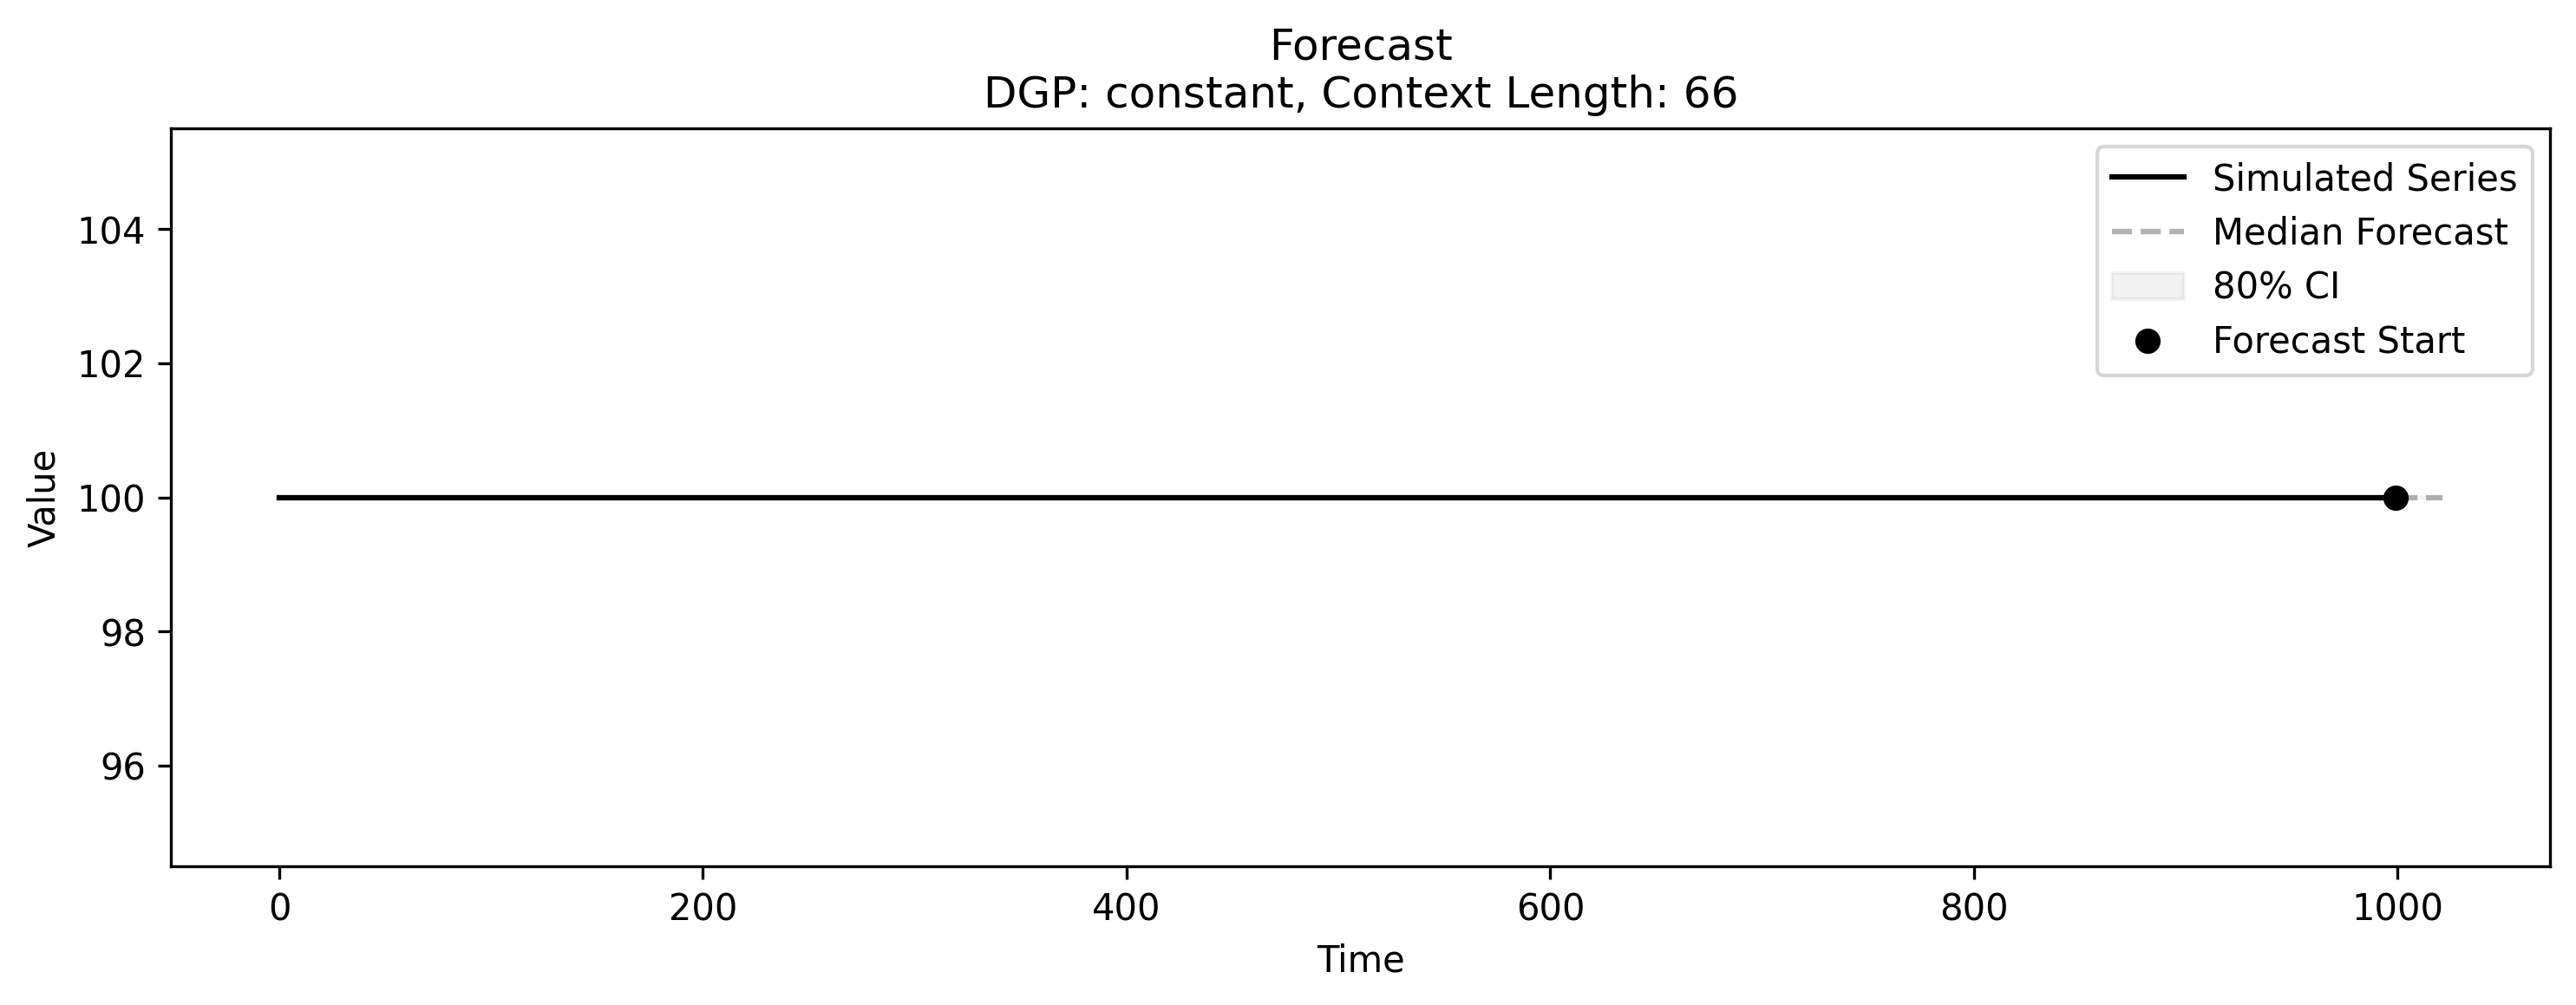 Forecast
DGP: constant, Context Length: 66
Simulated Series
Median Forecast
80% CI
Forecast Start
Value
104
102
100
98
96
0 200 400 600 800 1000
Time